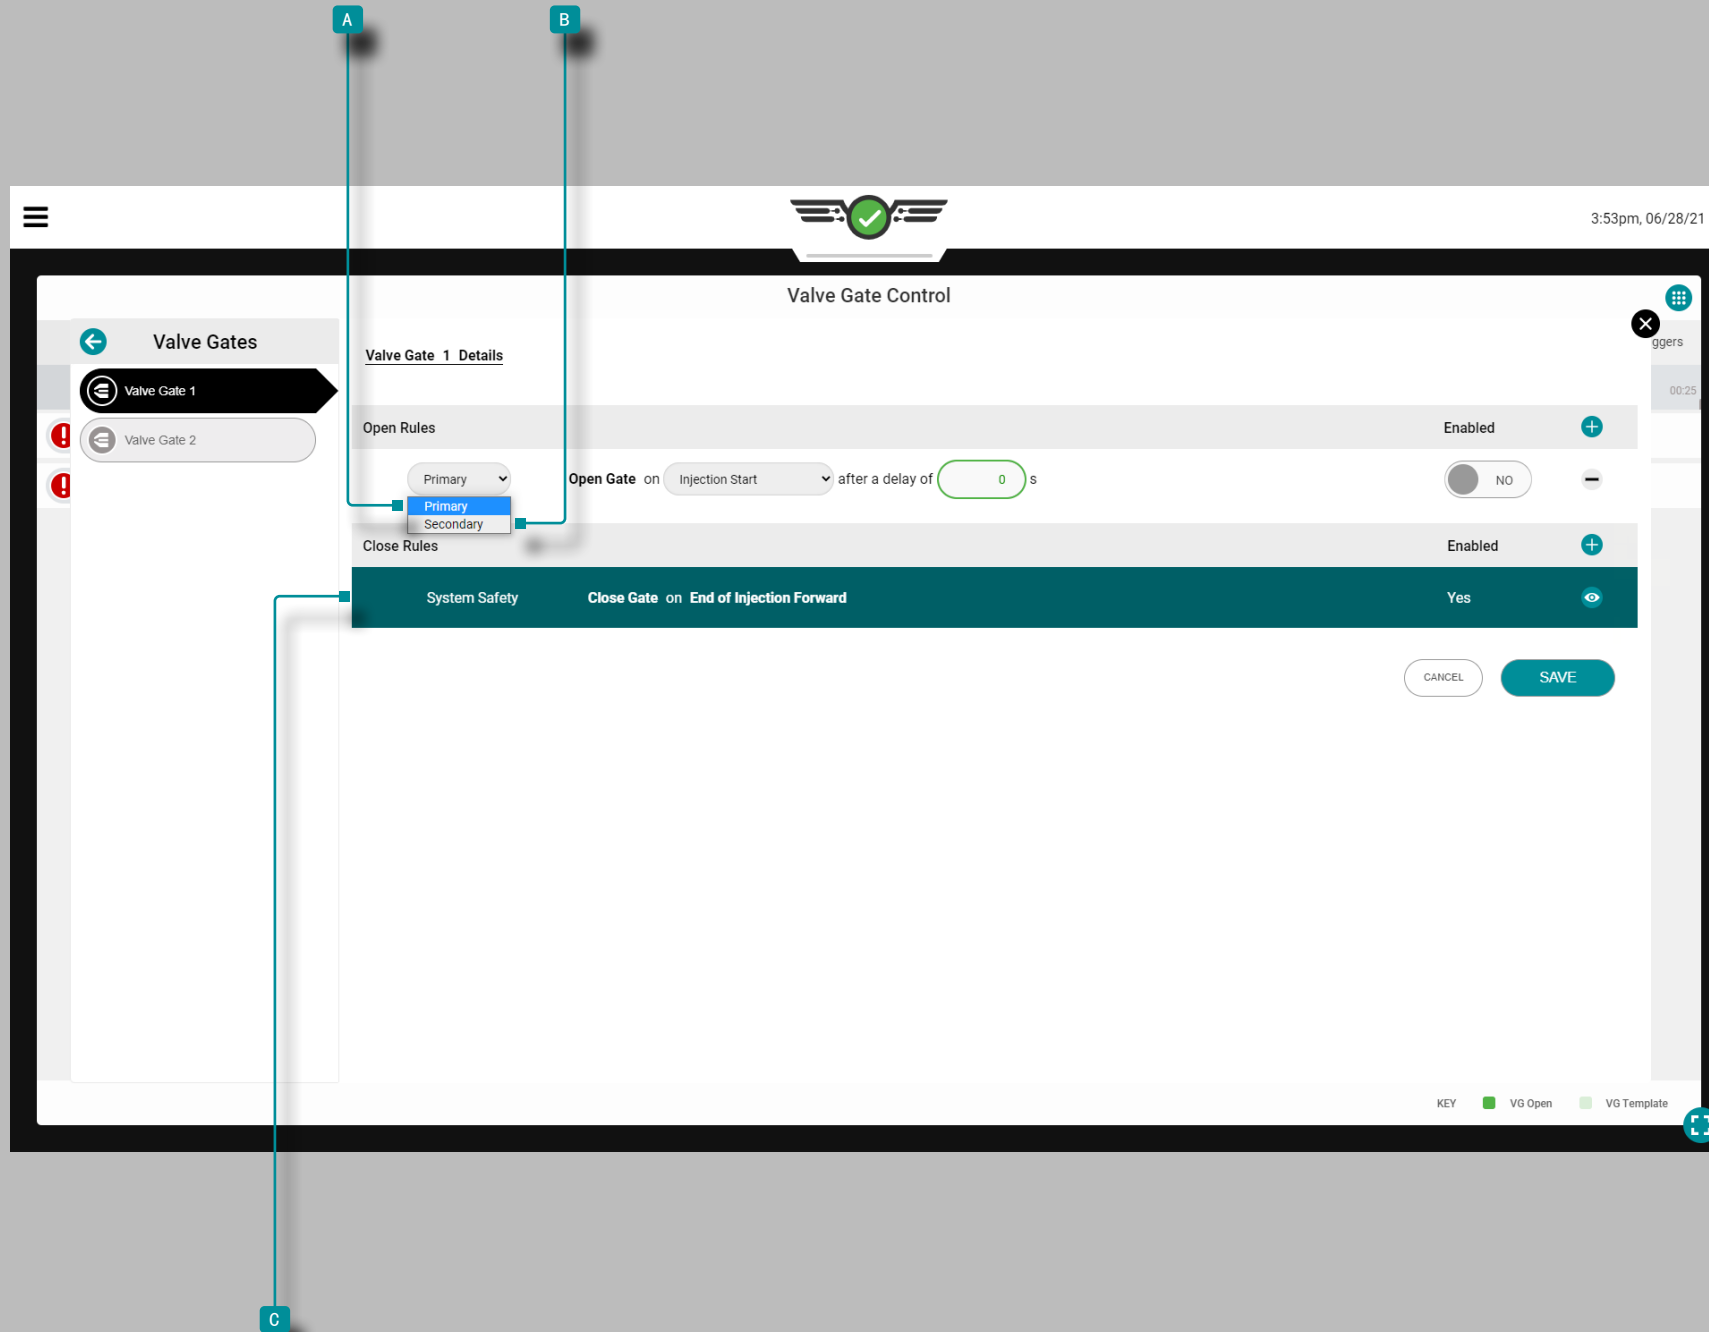 A B
3:53pm, 06/28/21
Valve Gate Control
Valve Gates
ggers
Valve Gate 1 Details
Valve Gate 1
00:25
Open Rules Enabled
Valve Gate 2
Primary Open Gate on Injection Start after a delay of 0 s NO
Primary
Secondary
Close Rules Enabled
System Safety Close Gate on End of Injection Forward Yes
CANCEL SAVE
KEY VG Open VG Template
C